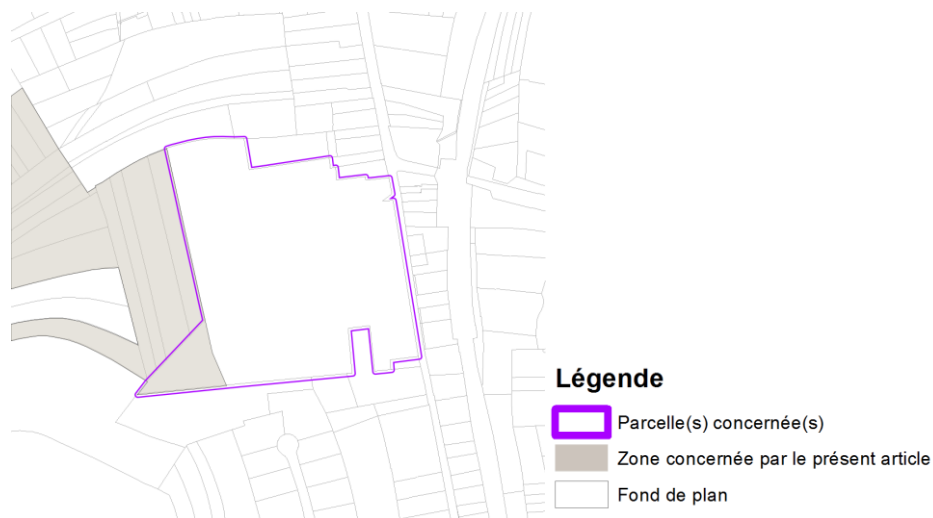 Légende
Parcelle(s) concernée(s)
Zone concernée par le présent article
Fond de plan